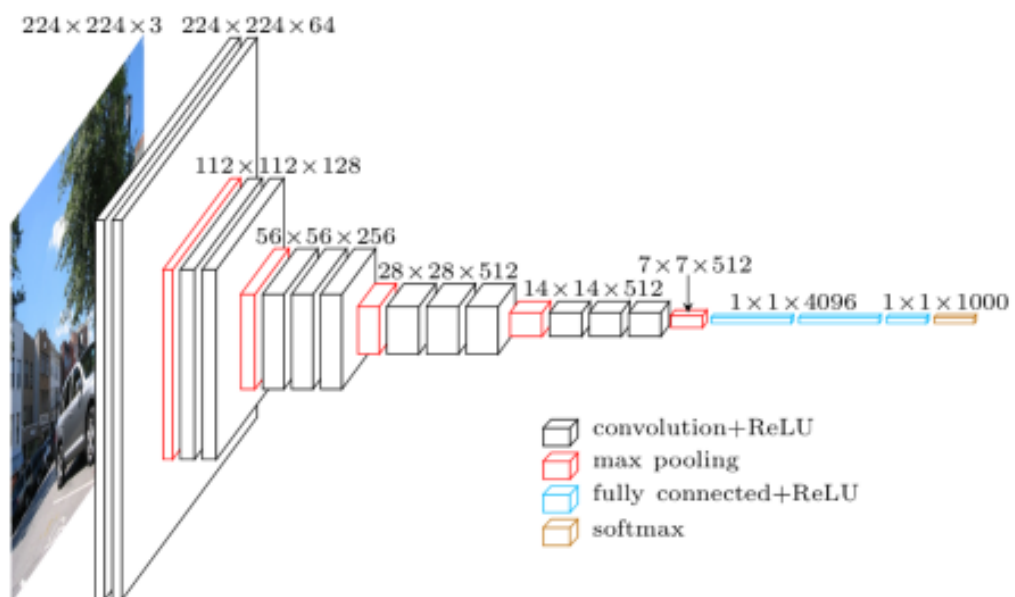 224×224×3
224×224×64
112×112×128
56×56×256
28×28×512
14×14×512
7×7×512
1×1×4096
1×1×1000
convolution+ReLU
max pooling
fully connected+ReLU
softmax